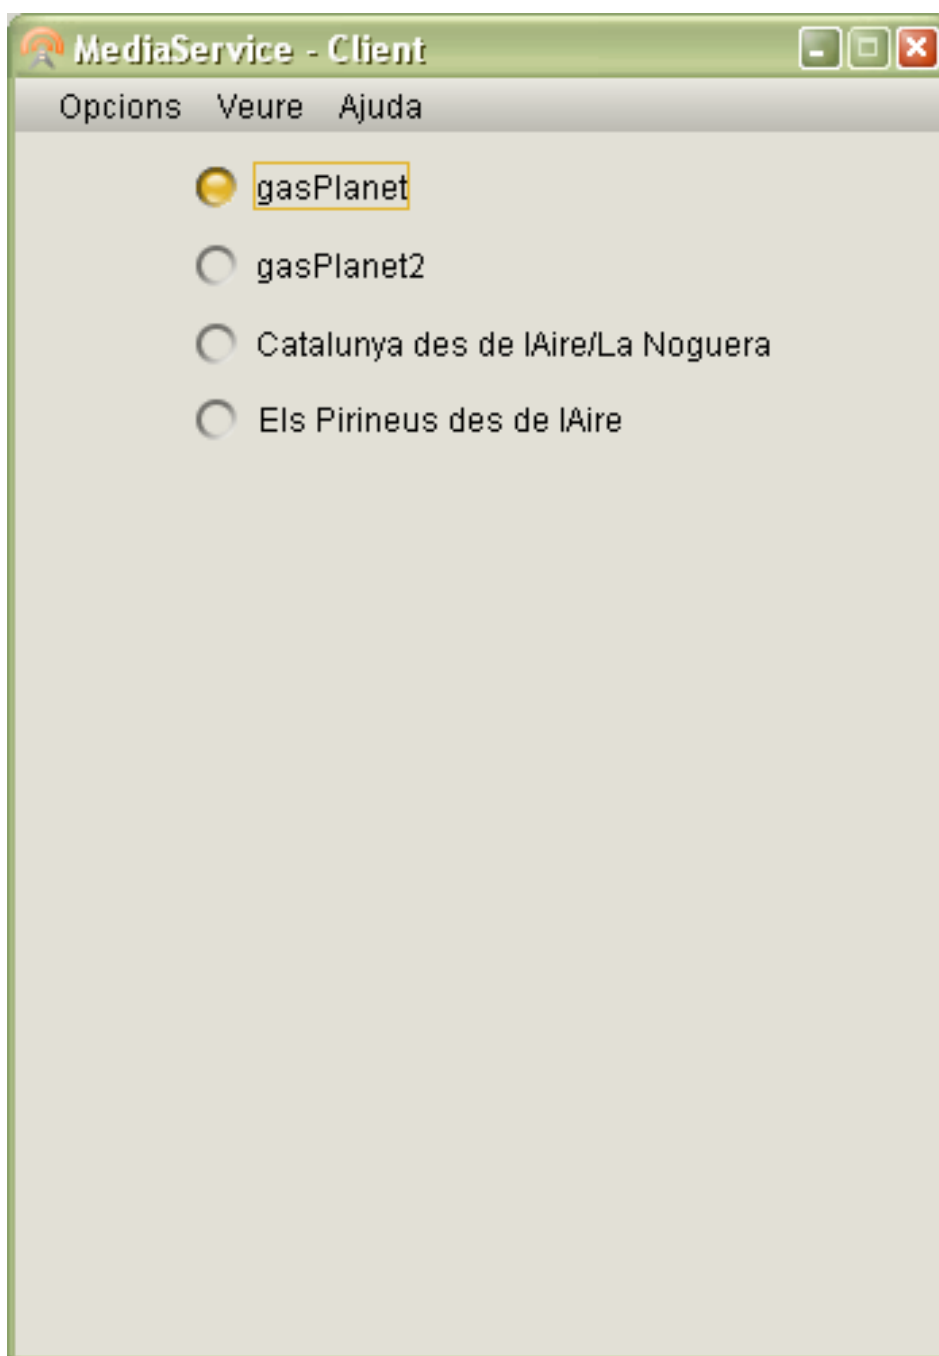 MediaService - Client
Opcions Veure Ajuda
gasPlanet
gasPlanet2
Catalunya des de lAire/La Noguera
Els Pirineus des de lAire